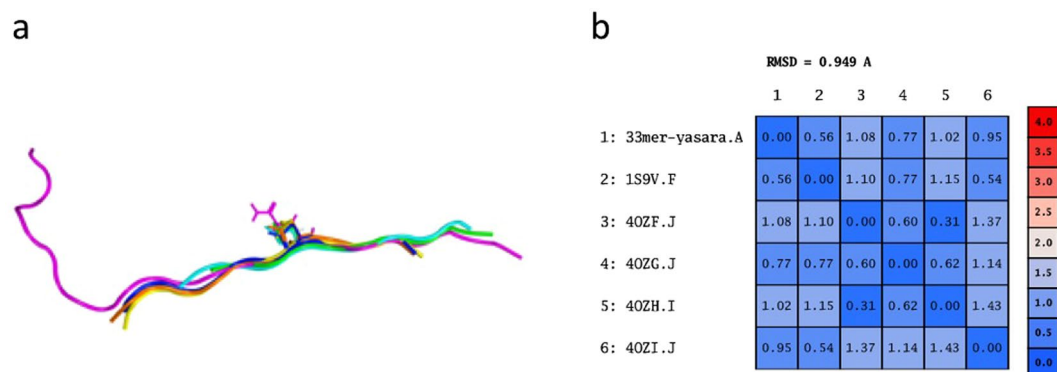 a
b
RMSD = 0.949 A
1 2 3 4 5 6
1: 33mer-yasara.A 0.00 0.56 1.08 0.77 1.02 0.95
2: 1S9V.F 0.56 0.00 1.10 0.77 1.15 0.54
3: 4OZF.J 1.08 1.10 0.00 0.60 0.31 1.37
4: 4OZG.J 0.77 0.77 0.60 0.00 0.62 1.14
5: 4OZH.I 1.02 1.15 0.31 0.62 0.00 1.43
6: 4OZI.J 0.95 0.54 1.37 1.14 1.43 0.00
4.0
3.5
3.0
2.5
2.0
1.5
1.0
0.5
0.0